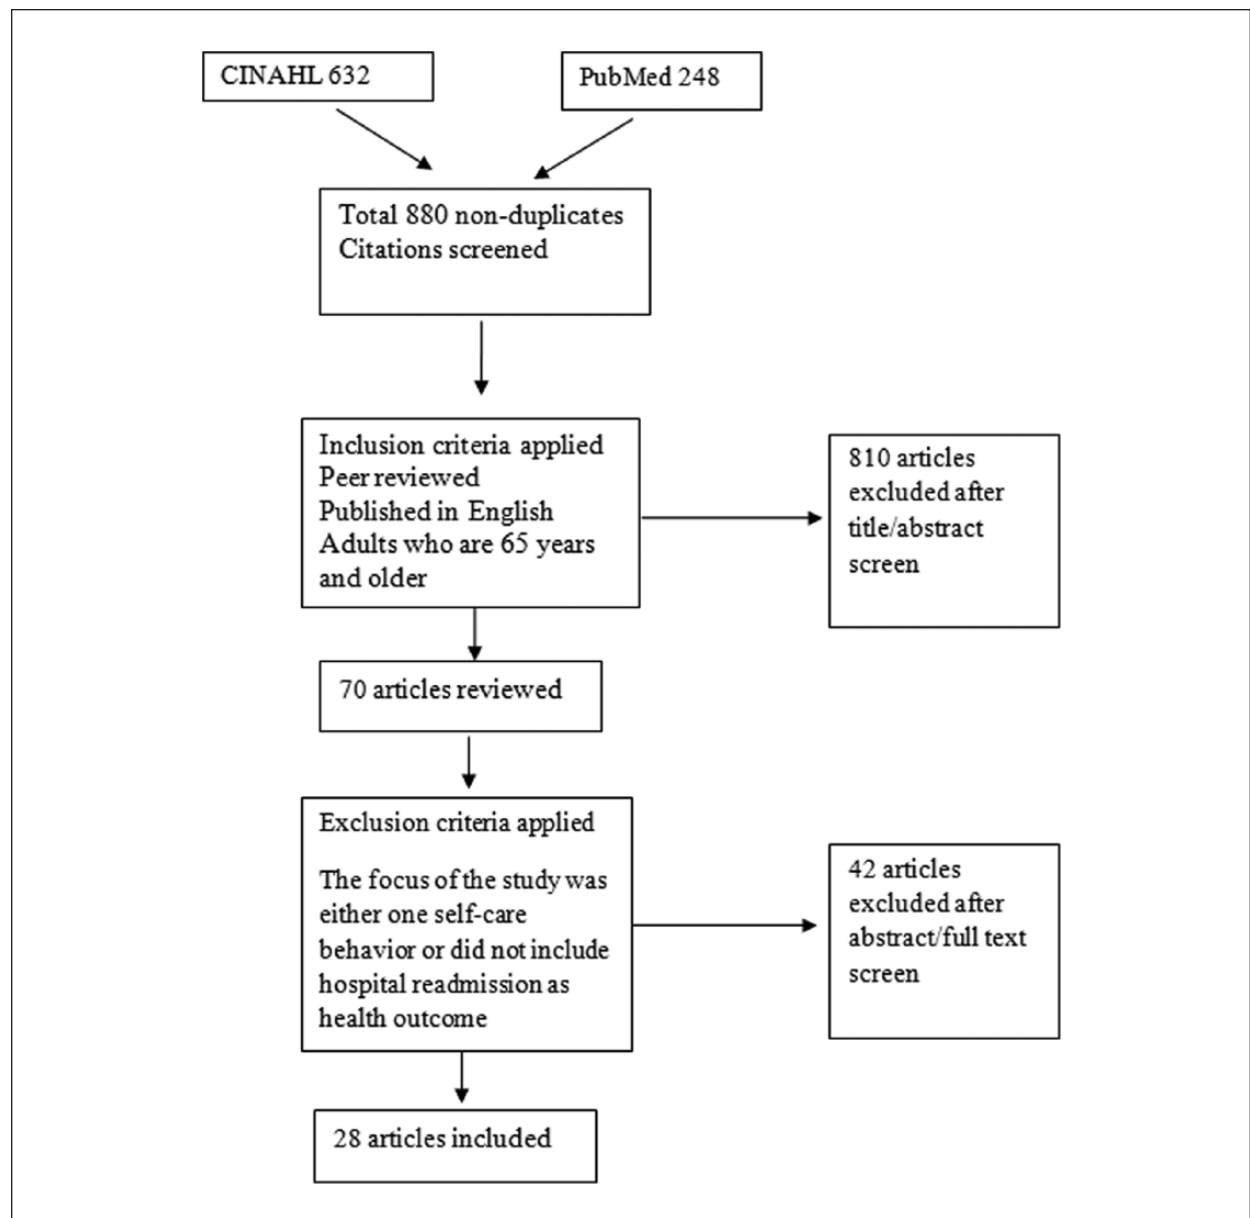 CINAHL 632
PubMed 248
Total 880 non-duplicates
Citations screened
Inclusion criteria applied
Peer reviewed
Published in English
Adults who are 65 years
and older
810 articles
excluded after
title/abstract
screen
70 articles reviewed
Exclusion criteria applied
The focus of the study was
either one self-care
behavior or did not include
hospital readmission as
health outcome
42 articles
excluded after
abstract/full text
screen
28 articles included